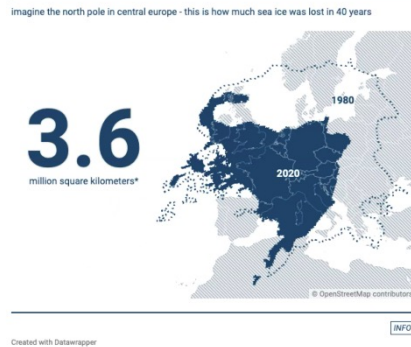 imagine the north pole in central europe - this is how much sea ice was lost in 40 years
1980
3.6
million square kilometers*
2020
© OpenStreetMap contributors
INFO
Created with Datawrapper